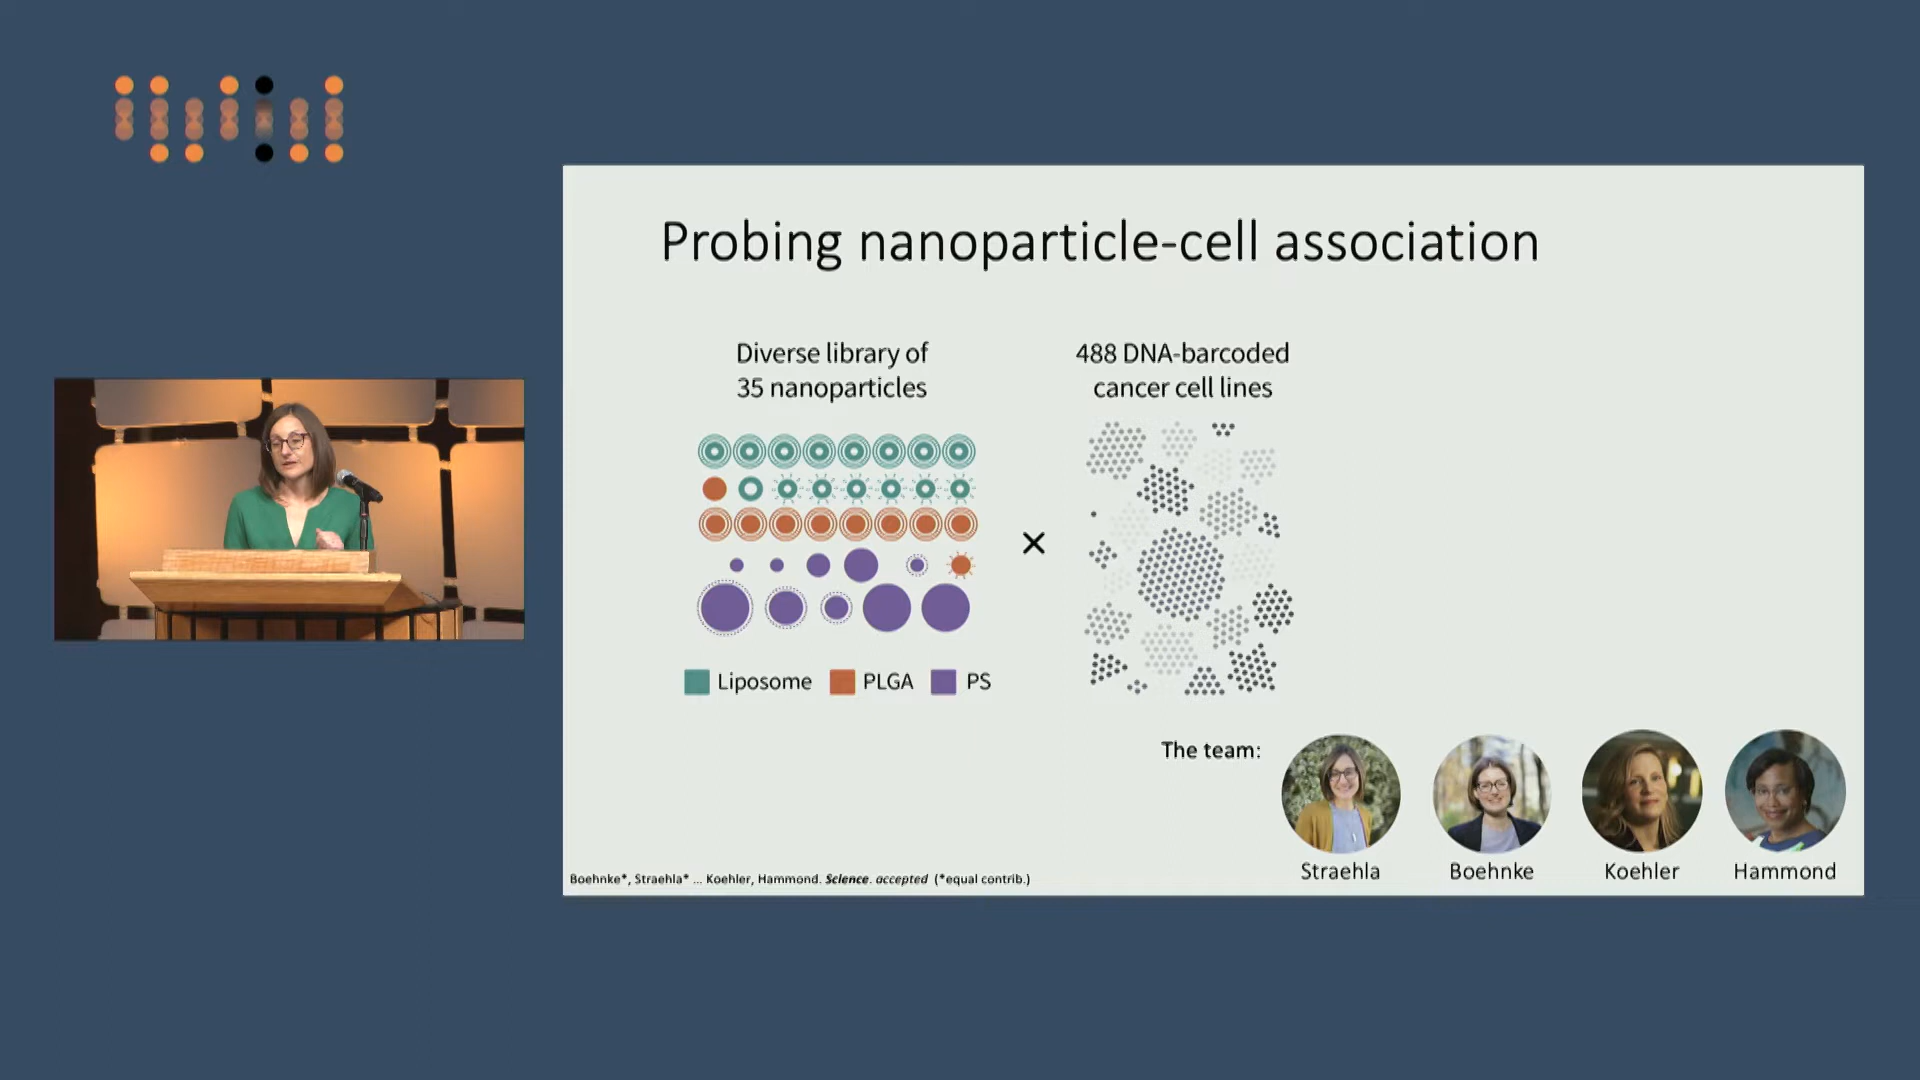 Probing nanoparticle-cell association
Diverse library of
35 nanoparticles
488 DNA-barcoded
cancer cell lines
×
Liposome
PLGA
PS
The team:
Straehla
Boehnke
Koehler
Hammond
Boehnke*, Straehla* ... Koehler, Hammond. Science. accepted (*equal contrib.)